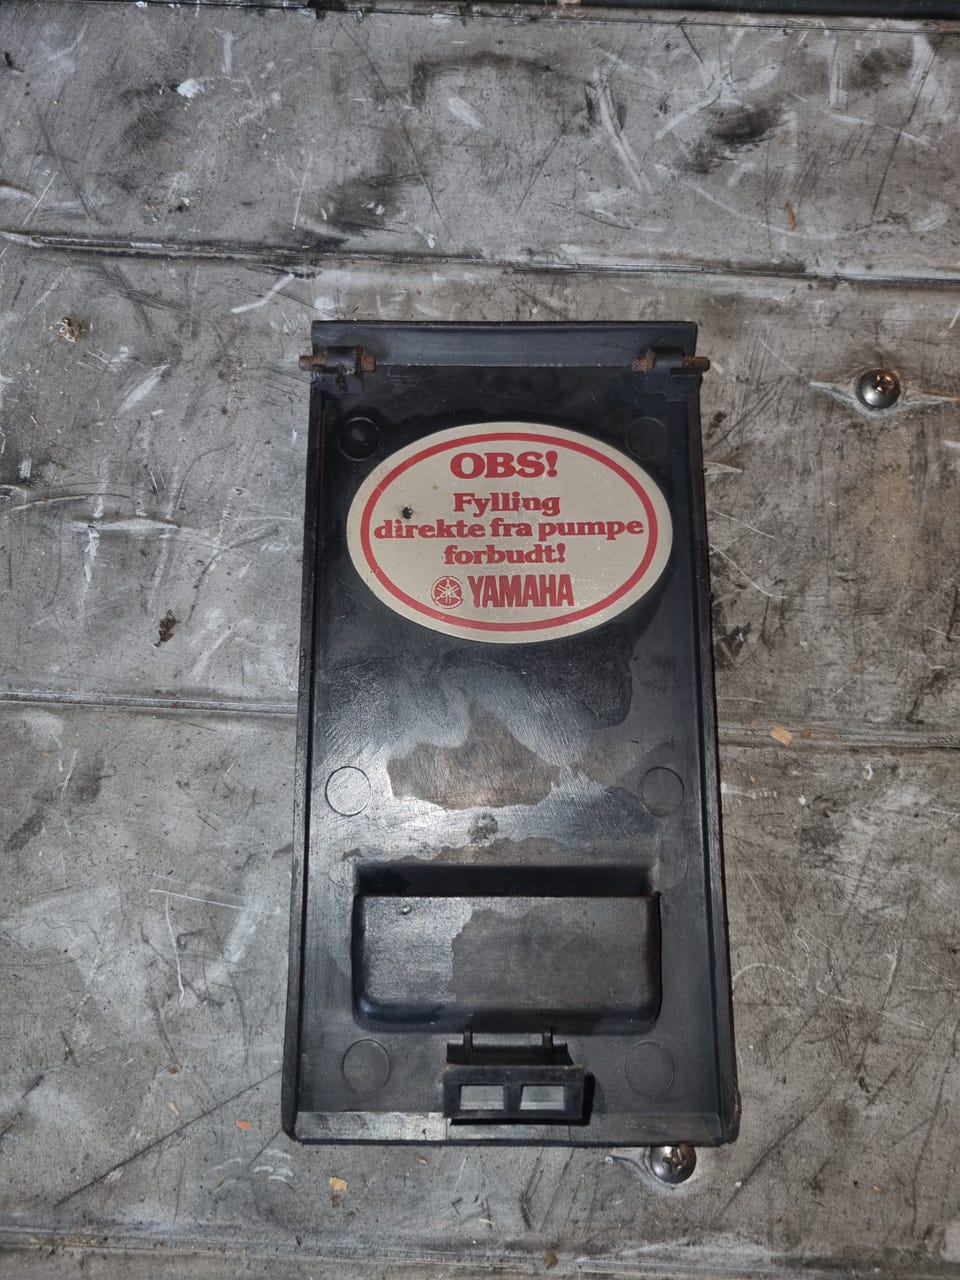 OBS!
Fylling
direkte fra pumpe
forbudt!
YAMAHA